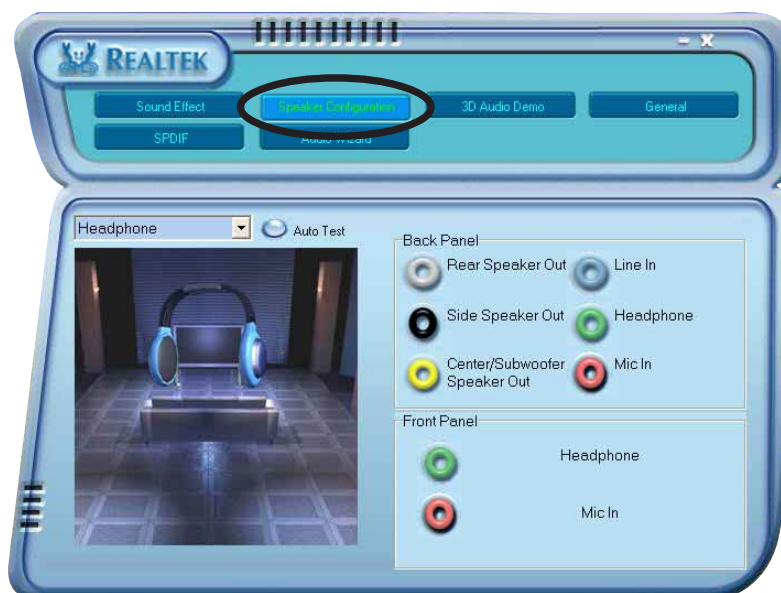 REALTEK
- X
Sound Effect
Speaker Configuration
3D Audio Demo
General
SPDIF
Audio Wizard
Headphone
Auto Test
Back Panel
Rear Speaker Out
Line In
Side Speaker Out
Headphone
Center/Subwoofer
Speaker Out
Mic In
Front Panel
Headphone
Mic In